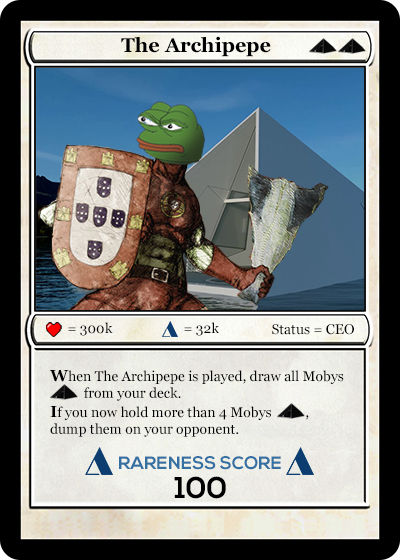 The Archipepe
= 300k = 32k Status = CEO
When The Archipepe is played, draw all Mobys
from your deck.
If you now hold more than 4 Mobys ,
dump them on your opponent.
RARENESS SCORE
100